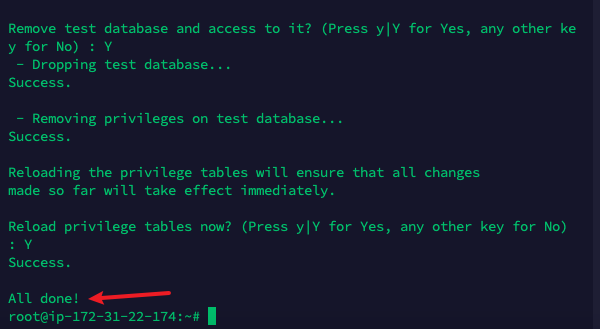 Remove test database and access to it? (Press y|Y for Yes, any other ke
y for No) : Y
 - Dropping test database...
Success.

 - Removing privileges on test database...
Success.

Reloading the privilege tables will ensure that all changes
made so far will take effect immediately.

Reload privilege tables now? (Press y|Y for Yes, any other key for No)
: Y
Success.

All done!
root@ip-172-31-22-174:~#